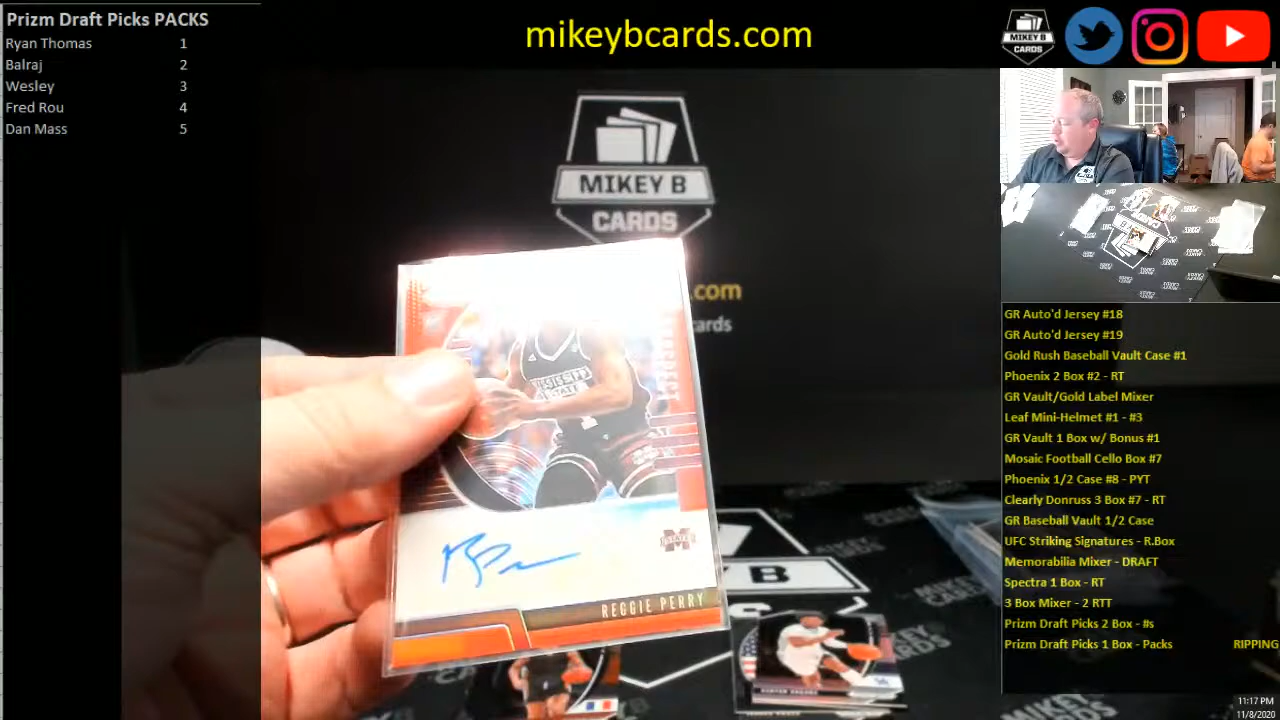 Prizm Draft Picks PACKS
Ryan Thomas 1
Balraj 2
Wesley 3
Fred Rou 4
Dan Mass 5
mikeybcards.com
MIKEY B
CARDS
MIKEY B
CARDS
.com
cards
MISSISSIPPI
STATE
REGGIE PERRY
B
GR Auto'd Jersey #18
GR Auto'd Jersey #19
Gold Rush Baseball Vault Case #1
Phoenix 2 Box #2 - RT
GR Vault/Gold Label Mixer
Leaf Mini-Helmet #1 - #3
GR Vault 1 Box w/ Bonus #1
Mosaic Football Cello Box #7
Phoenix 1/2 Case #8 - PYT
Clearly Donruss 3 Box #7 - RT
GR Baseball Vault 1/2 Case
UFC Striking Signatures - R.Box
Memorabilia Mixer - DRAFT
Spectra 1 Box - RT
3 Box Mixer - 2 RTT
Prizm Draft Picks 2 Box - #s
Prizm Draft Picks 1 Box - Packs RIPPING
11:17 PM
11/8/2020